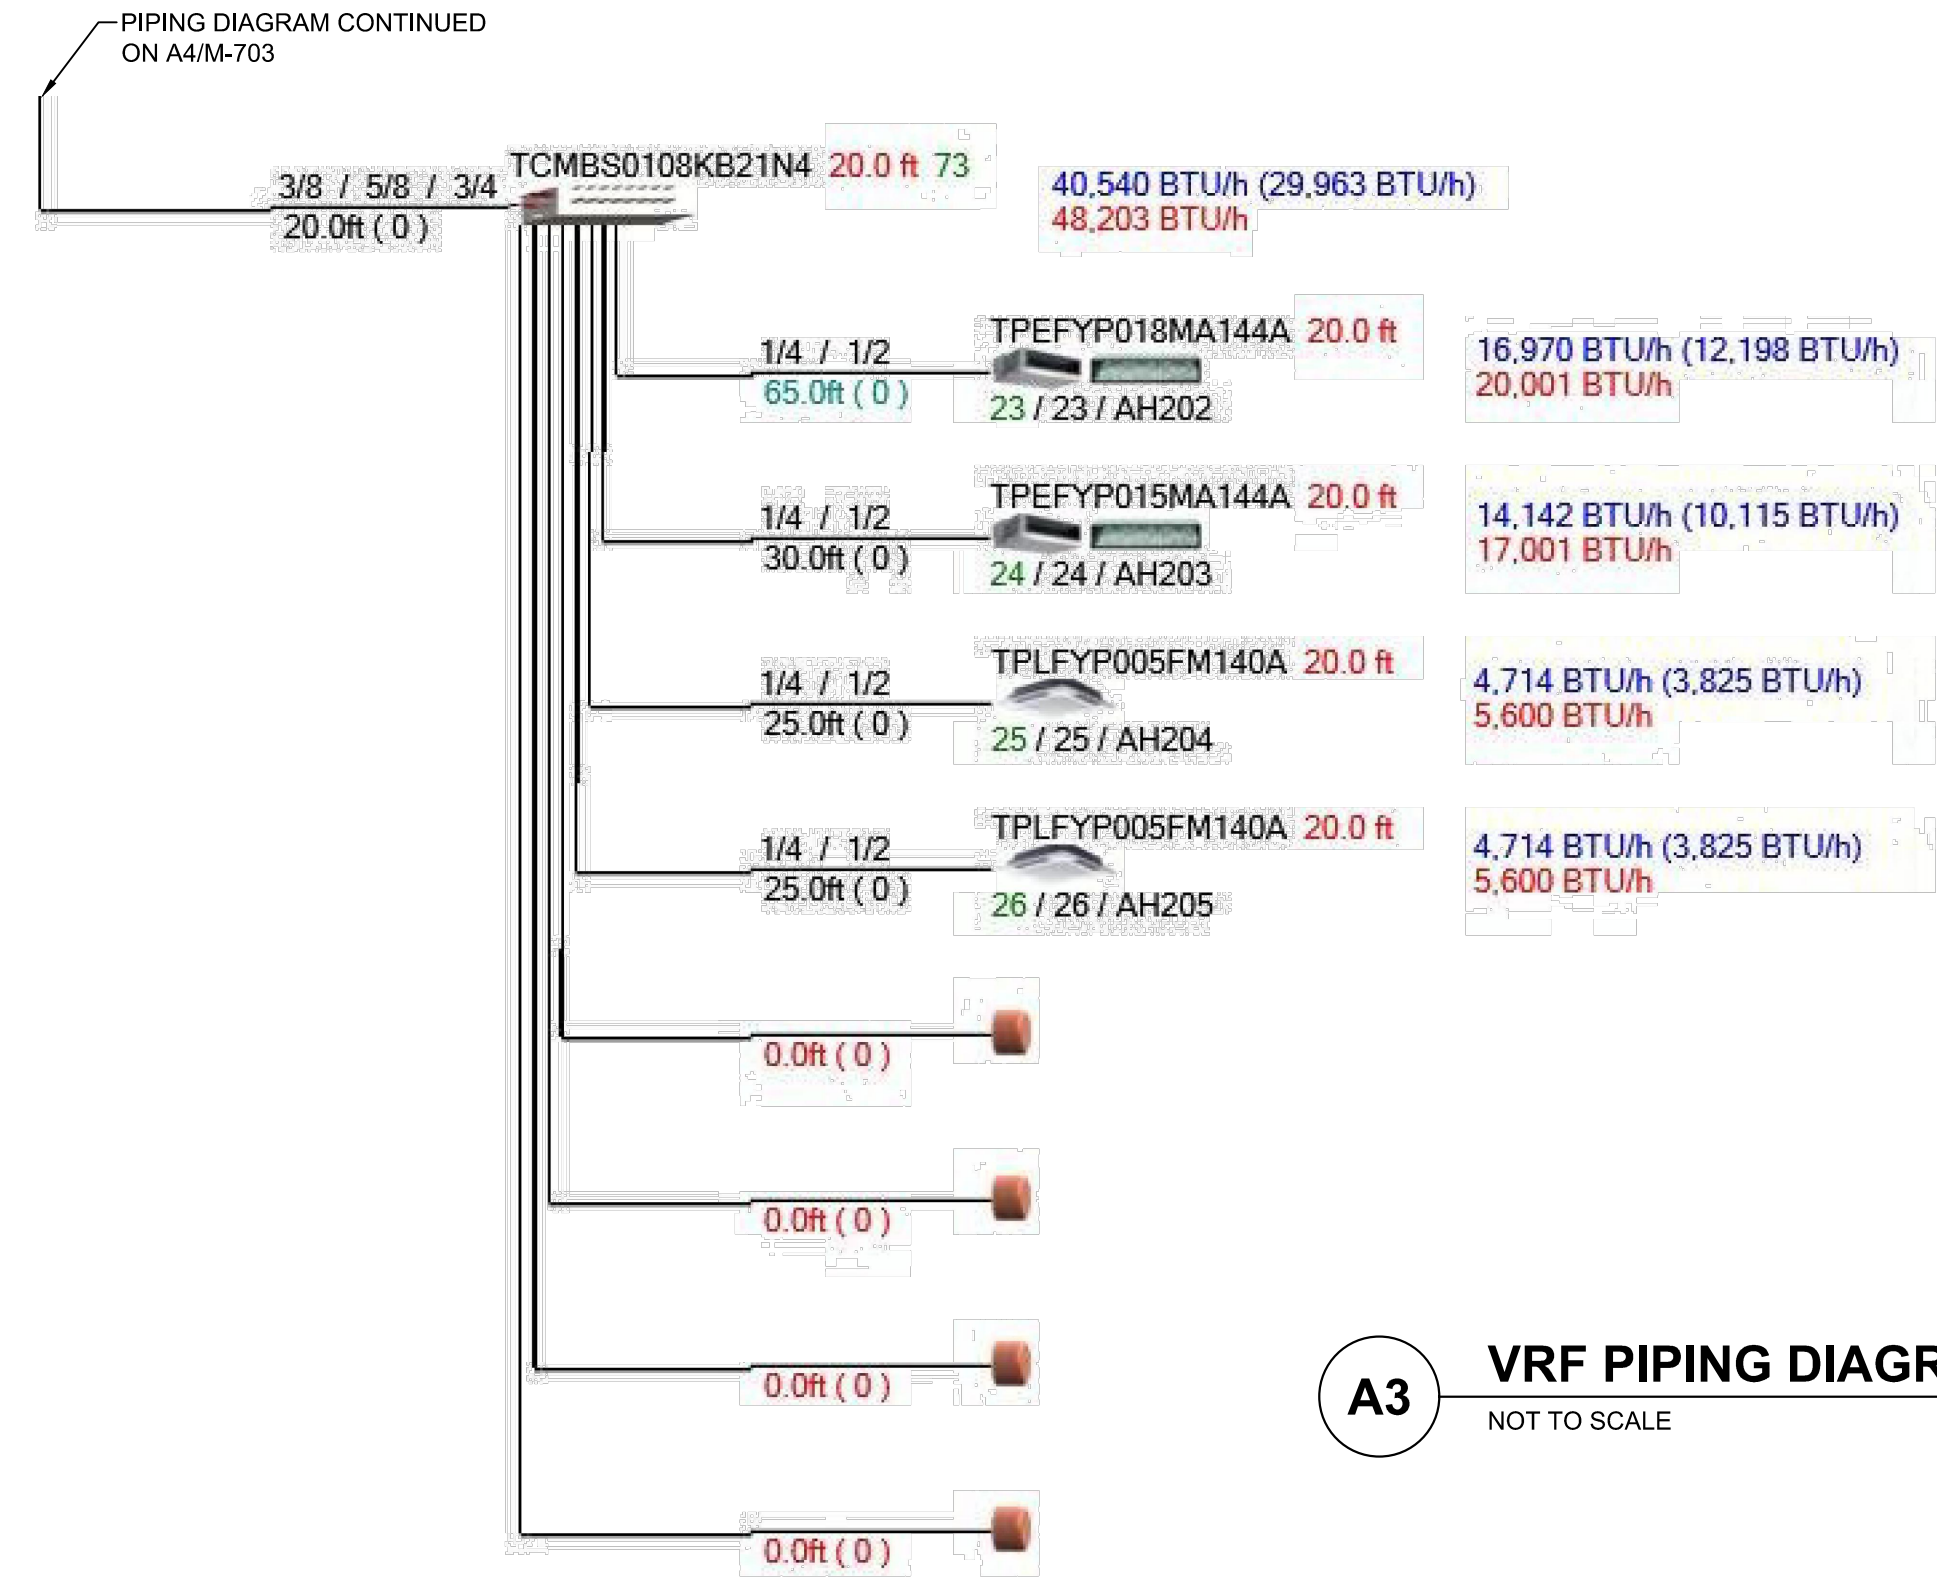 PIPING DIAGRAM CONTINUED
ON A4/M-703
TCMBS0108KB21N4 20.0 ft 73
3/8 / 5/8 / 3/4
20.0ft ( 0 )
40,540 BTU/h (29,963 BTU/h)
48,203 BTU/h
TPEFYP018MA144A 20.0 ft
1/4 / 1/2
65.0ft ( 0 )
23 / 23 / AH202
16,970 BTU/h (12,198 BTU/h)
20,001 BTU/h
TPEFYP015MA144A 20.0 ft
1/4 / 1/2
30.0ft ( 0 )
24 / 24 / AH203
14,142 BTU/h (10,115 BTU/h)
17,001 BTU/h
TPLFYP005FM140A 20.0 ft
1/4 / 1/2
25.0ft ( 0 )
25 / 25 / AH204
4,714 BTU/h (3,825 BTU/h)
5,600 BTU/h
TPLFYP005FM140A 20.0 ft
1/4 / 1/2
25.0ft ( 0 )
26 / 26 / AH205
4,714 BTU/h (3,825 BTU/h)
5,600 BTU/h
0.0ft ( 0 )
0.0ft ( 0 )
0.0ft ( 0 )
0.0ft ( 0 )
A3
VRF PIPING DIAGR
NOT TO SCALE